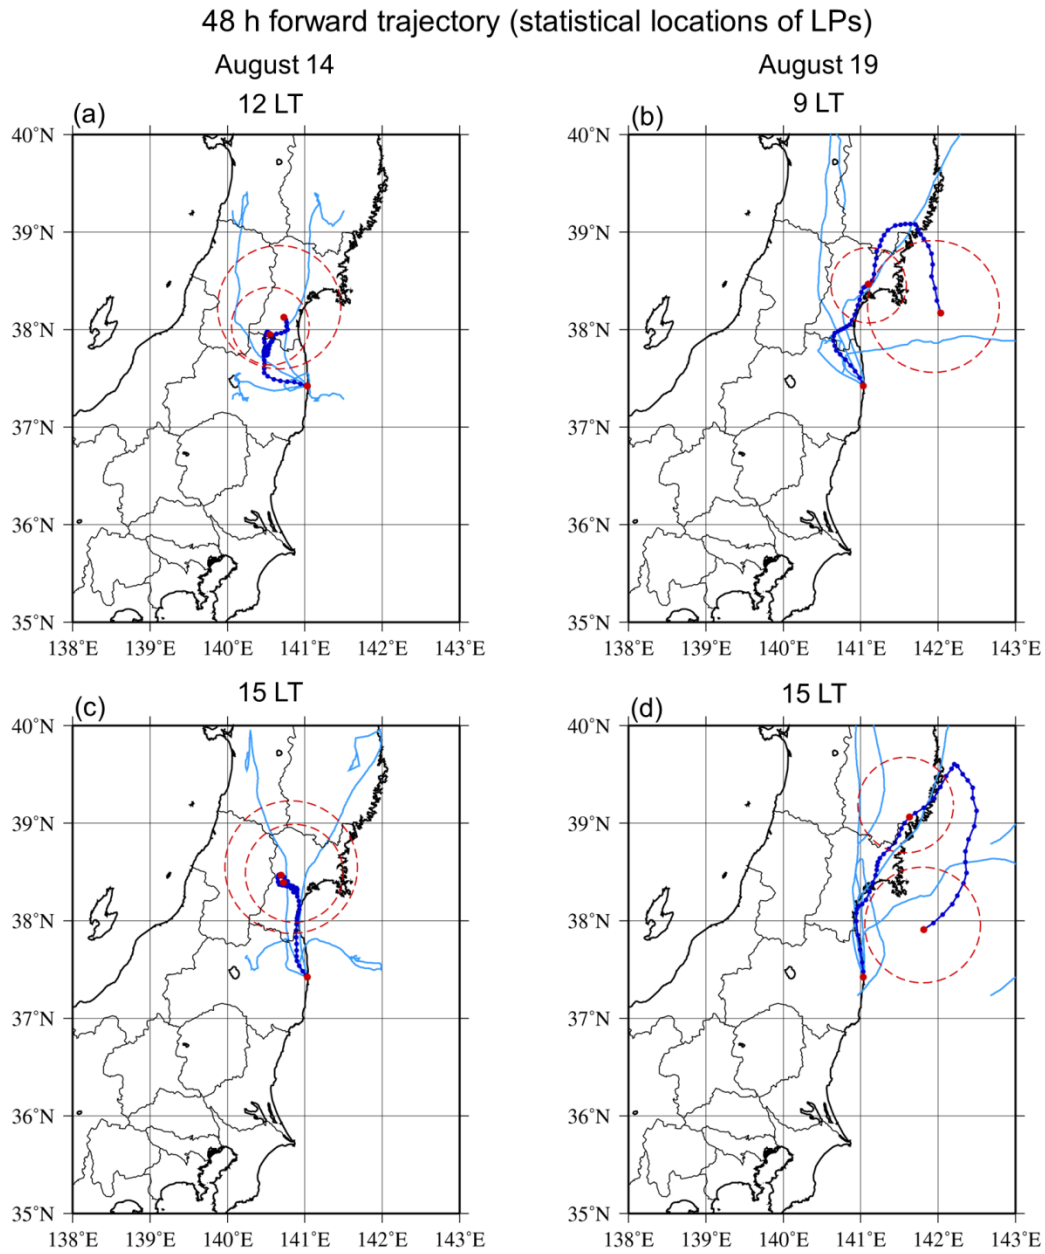 48 h forward trajectory (statistical locations of LPs)
August 14
August 19
(a)
12 LT
(b)
9 LT
40°N
39°N
38°N
37°N
36°N
35°N
138°E 139°E 140°E 141°E 142°E 143°E
40°N
39°N
38°N
37°N
36°N
35°N
138°E 139°E 140°E 141°E 142°E 143°E
(c)
15 LT
(d)
15 LT
40°N
39°N
38°N
37°N
36°N
35°N
138°E 139°E 140°E 141°E 142°E 143°E
40°N
39°N
38°N
37°N
36°N
35°N
138°E 139°E 140°E 141°E 142°E 143°E